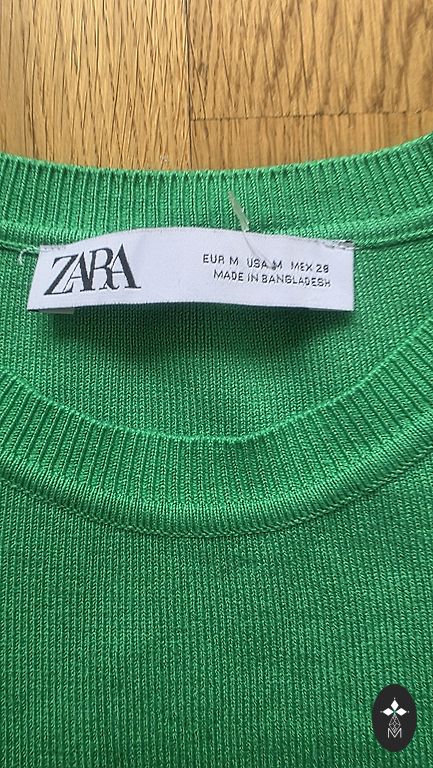 ZARA
EUR M USA M MEX 28
MADE IN BANGLADESH
M